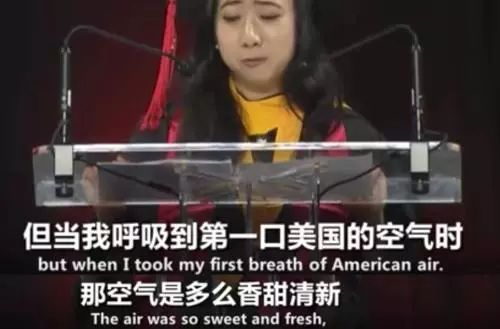 但当我呼吸到第一口美国的空气时
but when I took my first breath of American air.
那空气是多么香甜清新
The air was so sweet and fresh,